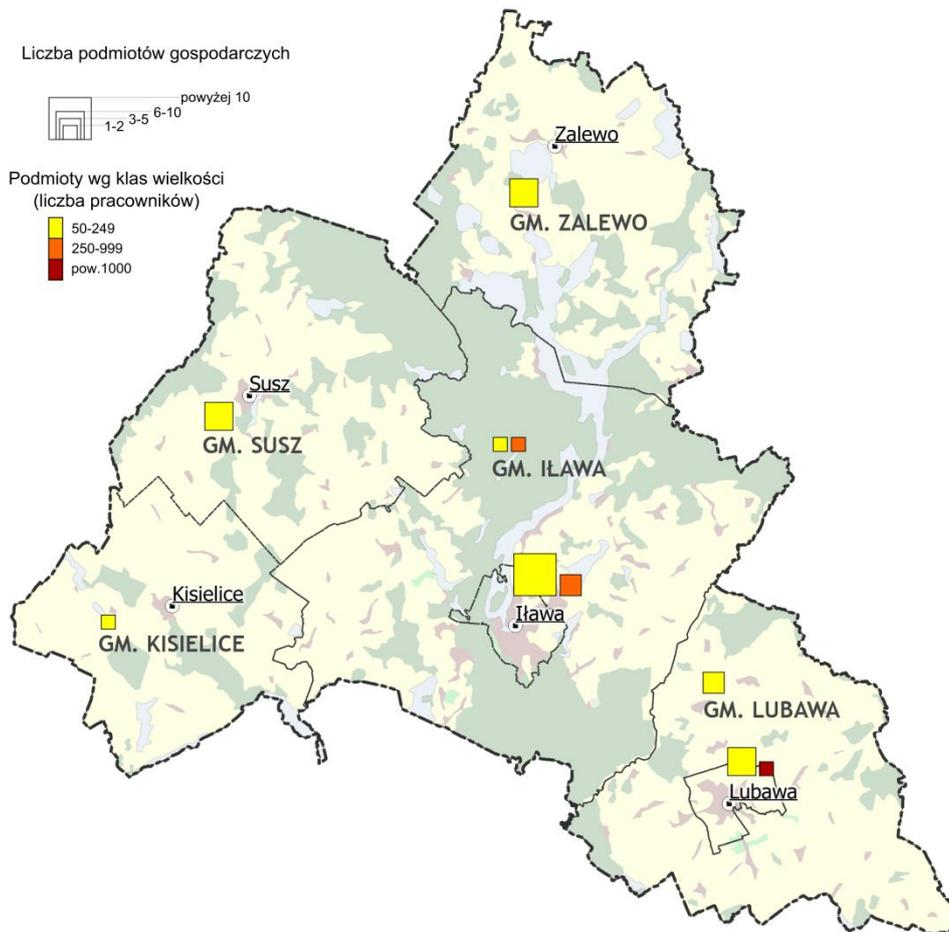 Liczba podmiotów gospodarczych
powyżej 10
6-10
3-5
1-2
Podmioty wg klas wielkości
(liczba pracowników)
50-249
250-999
pow.1000
Zalewo
GM. ZALEWO
Susz
GM. SUSZ
GM. IŁAWA
Kisielice
GM. KISIELICE
Iława
GM. LUBAWA
Lubawa